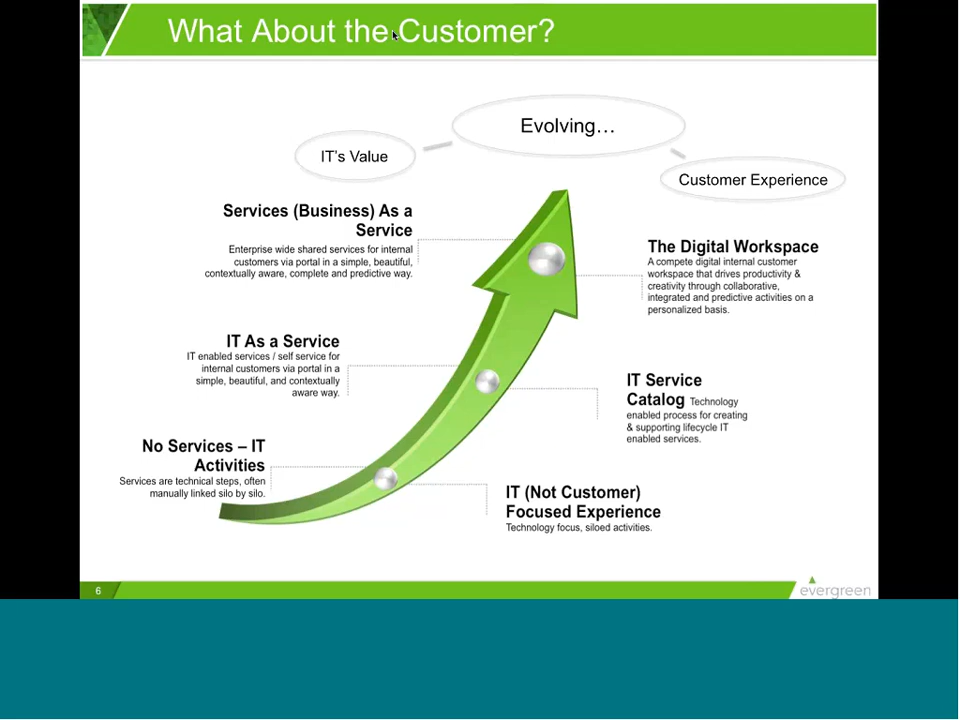 What About the Customer?
Evolving…
IT's Value
Customer Experience
Services (Business) As a
Service
Enterprise wide shared services for internal
customers via portal in a simple, beautiful,
contextually aware, complete and predictive way.
The Digital Workspace
A compete digital internal customer
workspace that drives productivity &
creativity through collaborative,
integrated and predictive activities on a
personalized basis.
IT As a Service
IT enabled services / self service for
internal customers via portal in a
simple, beautiful, and contextually
aware way.
IT Service
Catalog Technology
enabled process for creating
& supporting lifecycle IT
enabled services.
No Services – IT
Activities
Services are technical steps, often
manually linked silo by silo.
IT (Not Customer)
Focused Experience
Technology focus, siloed activities.
6
evergreen